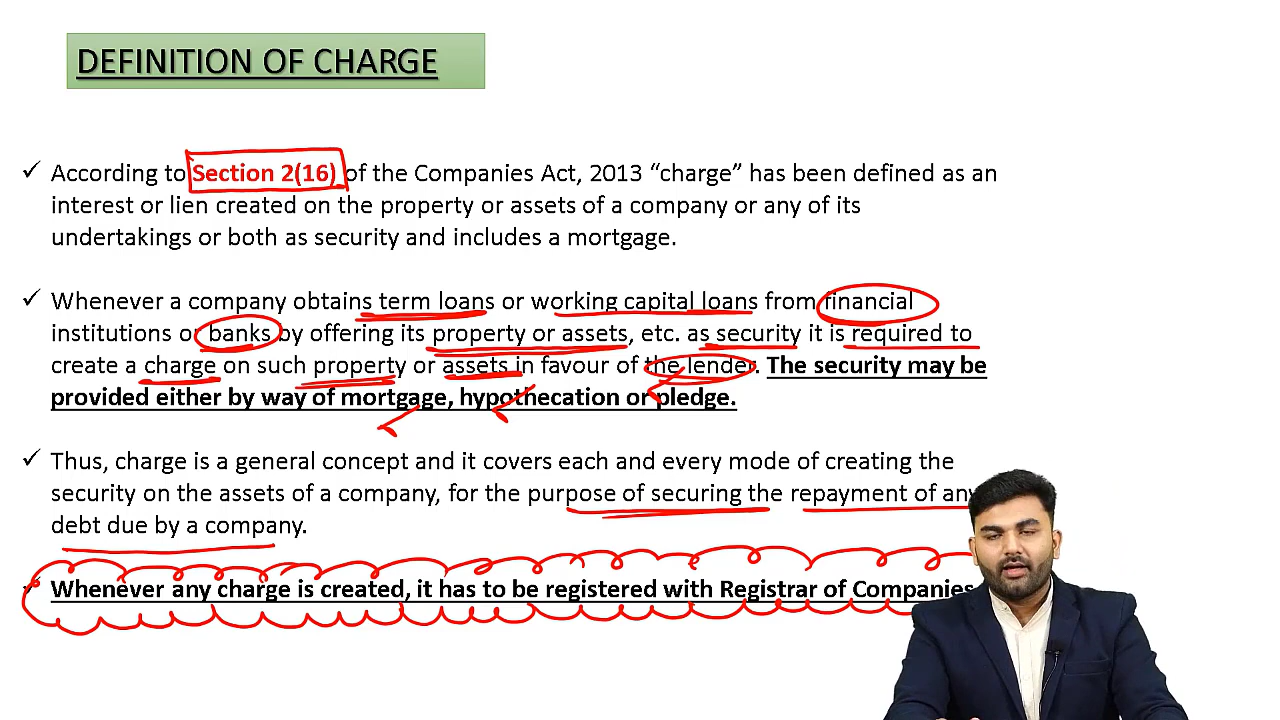 DEFINITION OF CHARGE
✓ According to Section 2(16) of the Companies Act, 2013 “charge” has been defined as an
interest or lien created on the property or assets of a company or any of its
undertakings or both as security and includes a mortgage.
✓ Whenever a company obtains term loans or working capital loans from financial
institutions or banks by offering its property or assets, etc. as security it is required to
create a charge on such property or assets in favour of the lender. The security may be
provided either by way of mortgage, hypothecation or pledge.
✓ Thus, charge is a general concept and it covers each and every mode of creating the
security on the assets of a company, for the purpose of securing the repayment of any
debt due by a company.
✓ Whenever any charge is created, it has to be registered with Registrar of Companies